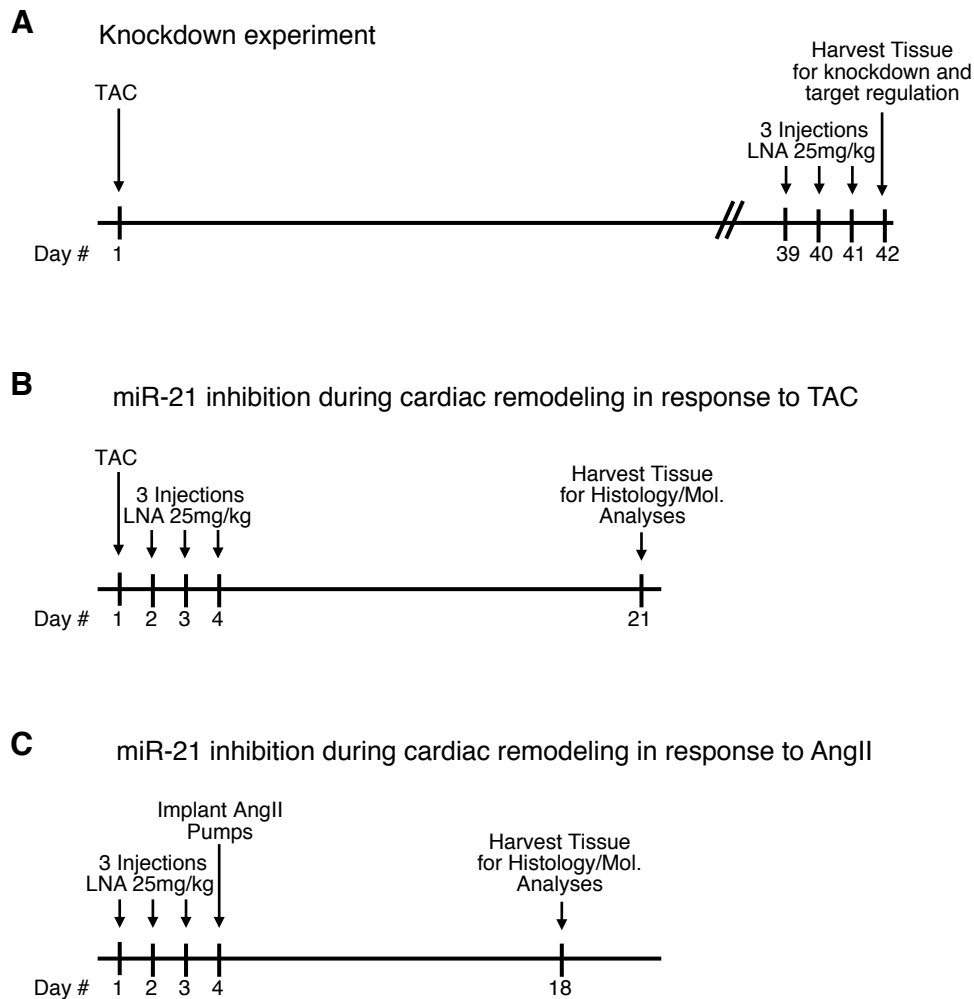 A
Knockdown experiment
TAC
Harvest Tissue
for knockdown and
target regulation
3 Injections
LNA 25mg/kg
Day # 1 39 40 41 42
B
miR-21 inhibition during cardiac remodeling in response to TAC
TAC
3 Injections
LNA 25mg/kg
Harvest Tissue
for Histology/Mol.
Analyses
Day # 1 2 3 4 21
C
miR-21 inhibition during cardiac remodeling in response to AngII
Implant AngII
Pumps
3 Injections
LNA 25mg/kg
Harvest Tissue
for Histology/Mol.
Analyses
Day # 1 2 3 4 18